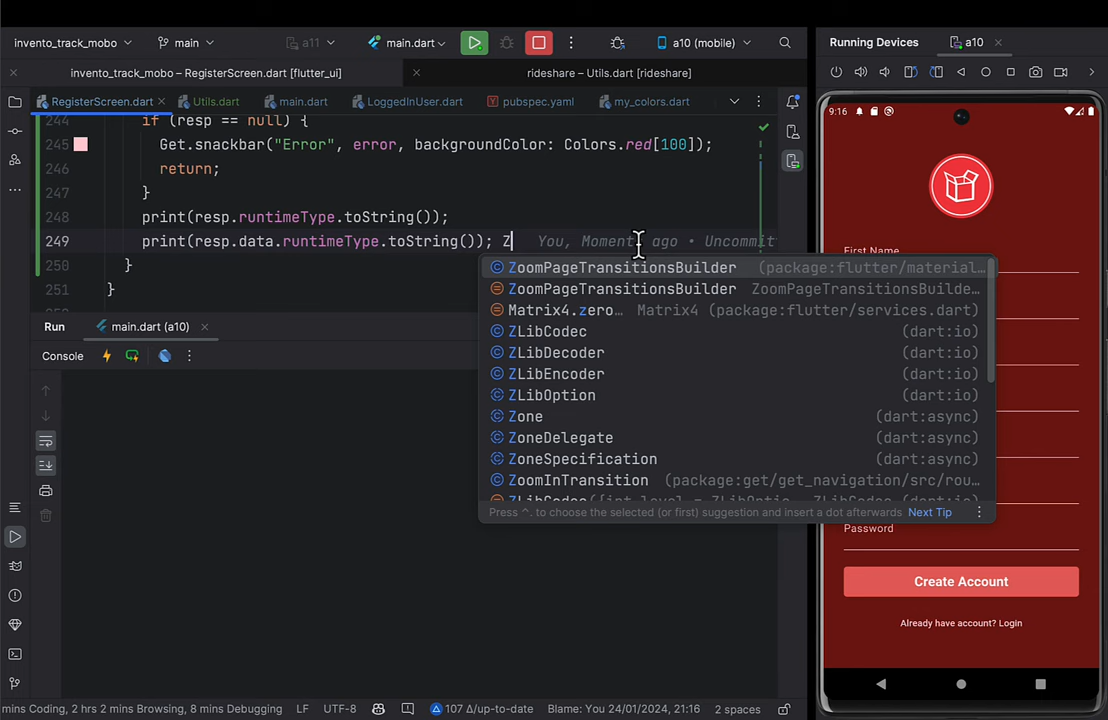 invento_track_mobo
main
a11
main.dart
a10 (mobile)
Running Devices
a10
invento_track_mobo – RegisterScreen.dart [flutter_ui]
rideshare – Utils.dart [rideshare]
RegisterScreen.dart
Utils.dart
main.dart
LoggedInUser.dart
pubspec.yaml
my_colors.dart
244 if (resp == null) {
245 Get.snackbar("Error", error, backgroundColor: Colors.red[100]);
246 return;
247 }
248 print(resp.runtimeType.toString());
249 print(resp.data.runtimeType.toString()); Z You, Moments ago • Uncommit
250 }
251 }
ZoomPageTransitionsBuilder (package:flutter/material…
ZoomPageTransitionsBuilder ZoomPageTransitionsBuilde…
Matrix4.zero… Matrix4 (package:flutter/services.dart)
ZLibCodec (dart:io)
ZLibDecoder (dart:io)
ZLibEncoder (dart:io)
ZLibOption (dart:io)
Zone (dart:async)
ZoneDelegate (dart:async)
ZoneSpecification (dart:async)
ZoomInTransition (package:get/get_navigation/src/rou…
Press ^. to choose the selected (or first) suggestion and insert a dot afterwards Next Tip
Run
main.dart (a10)
Console
9:16
First Name
Password
Create Account
Already have account? Login
mins Coding, 2 hrs 2 mins Browsing, 8 mins Debugging
LF
UTF-8
107 Δ/up-to-date
Blame: You 24/01/2024, 21:16
2 spaces